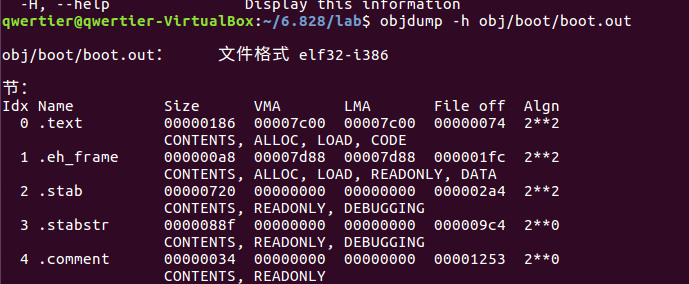 -H, --help Display this information
qwertier@qwertier-VirtualBox:~/6.828/lab$ objdump -h obj/boot/boot.out
obj/boot/boot.out： 文件格式 elf32-i386
节：
Idx Name Size VMA LMA File off Algn
0 .text 00000186 00007c00 00007c00 00000074 2**2
CONTENTS, ALLOC, LOAD, CODE
1 .eh_frame 000000a8 00007d88 00007d88 000001fc 2**2
CONTENTS, ALLOC, LOAD, READONLY, DATA
2 .stab 00000720 00000000 00000000 000002a4 2**2
CONTENTS, READONLY, DEBUGGING
3 .stabstr 0000088f 00000000 00000000 000009c4 2**0
CONTENTS, READONLY, DEBUGGING
4 .comment 00000034 00000000 00000000 00001253 2**0
CONTENTS, READONLY